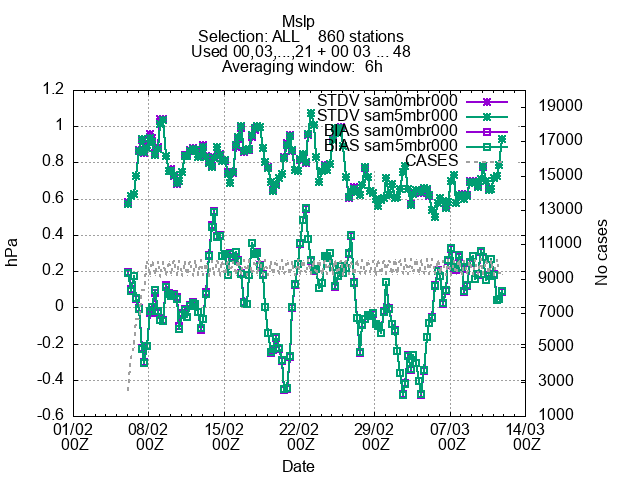 Mslp
Selection: ALL 860 stations
Used 00,03,...,21 + 00 03 ... 48
Averaging window: 6h
STDV sam0mbr000
STDV sam5mbr000
BIAS sam0mbr000
BIAS sam5mbr000
CASES
hPa
1.2
1
0.8
0.6
0.4
0.2
0
-0.2
-0.4
-0.6
19000
17000
15000
13000
11000
9000
7000
5000
3000
1000
No cases
01/02 08/02 15/02 22/02 29/02 07/03 14/03
00Z 00Z 00Z 00Z 00Z 00Z 00Z
Date